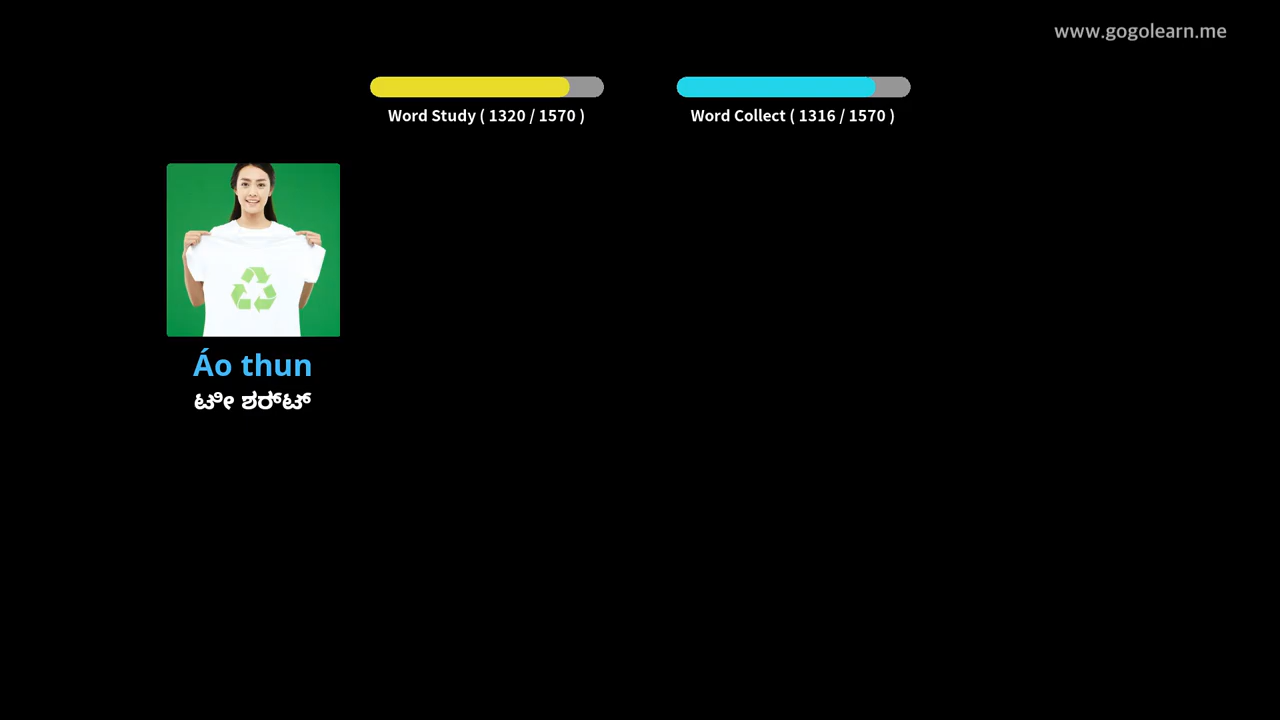 www.gogolearn.me
Word Study ( 1320 / 1570 )
Word Collect ( 1316 / 1570 )
Áo thun
ಟೀ ಶರ್ಟ್